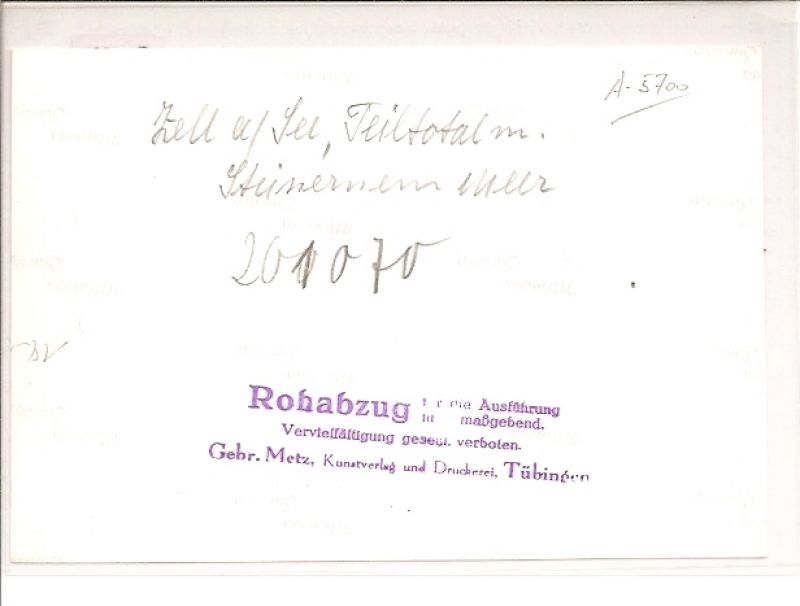 A-5700
Zell a/ See, Teiltotal m.
Steinernem Meer
201070
Rohabzug für die Ausführung
maßgebend.
Vervielfältigung gesetzl. verboten.
Gebr. Metz, Kunstverlag und Druckerei, Tübingen